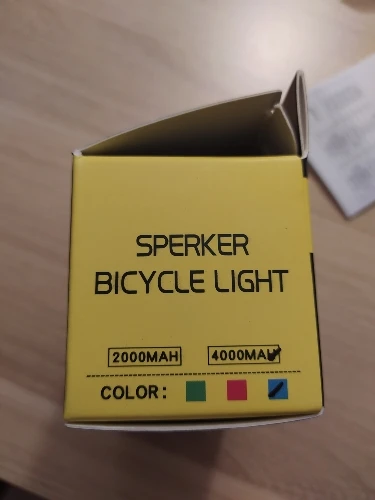 SPERKER
BICYCLE LIGHT
2000MAH 4000MAH
COLOR: